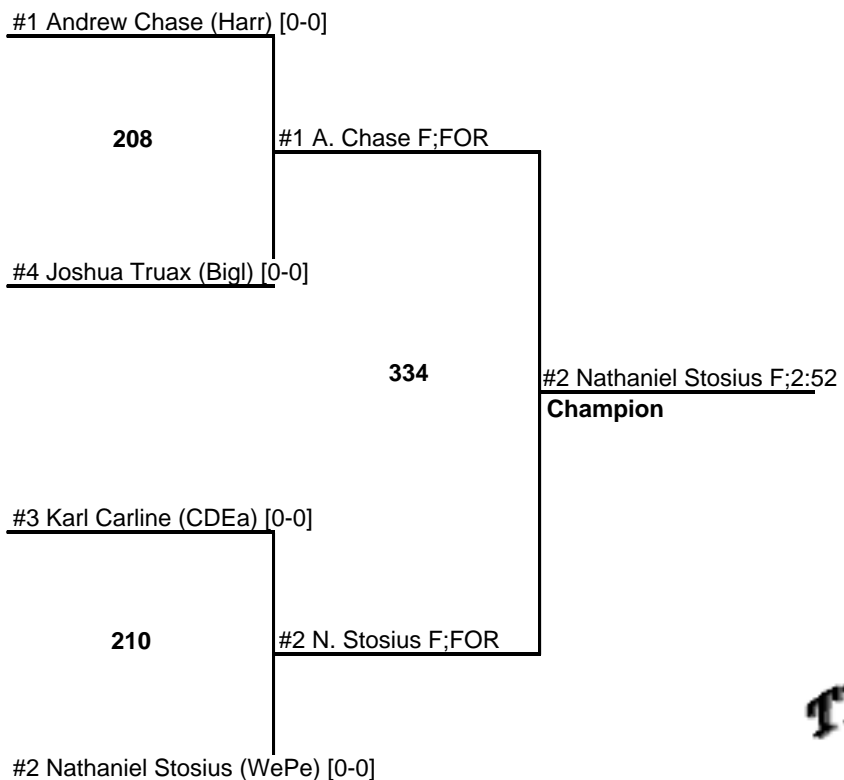 #1 Andrew Chase (Harr) [0-0]
208
#1 A. Chase F;FOR
#4 Joshua Truax (Bigl) [0-0]
334
#2 Nathaniel Stosius F;2:52
Champion
#3 Karl Carline (CDEa) [0-0]
210
#2 N. Stosius F;FOR
#2 Nathaniel Stosius (WePe) [0-0]